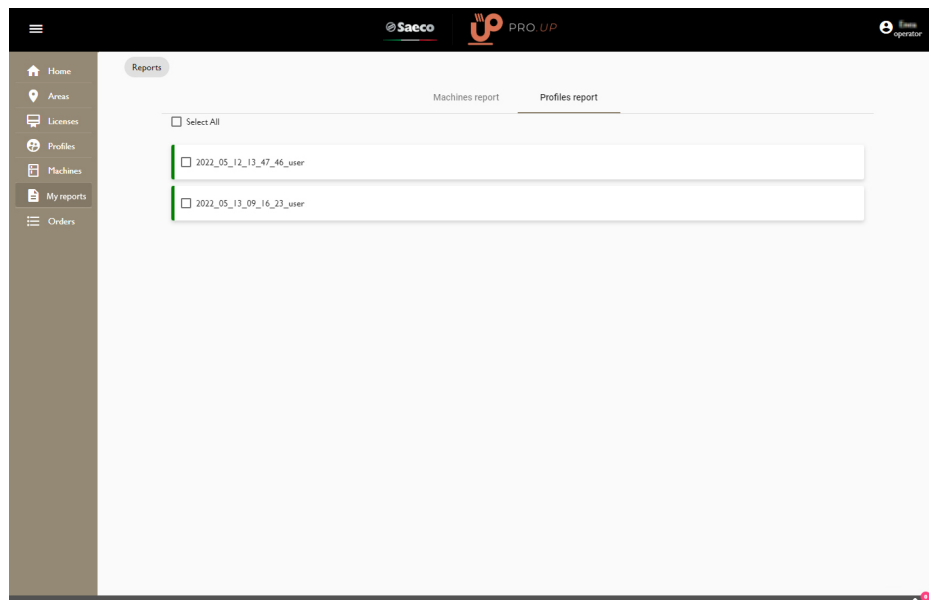 Saeco
UP PRO.UP
operator
Home
Areas
Licenses
Profiles
Machines
My reports
Orders
Reports
Machines report Profiles report
Select All
2022_05_12_13_47_46_user
2022_05_13_09_16_23_user